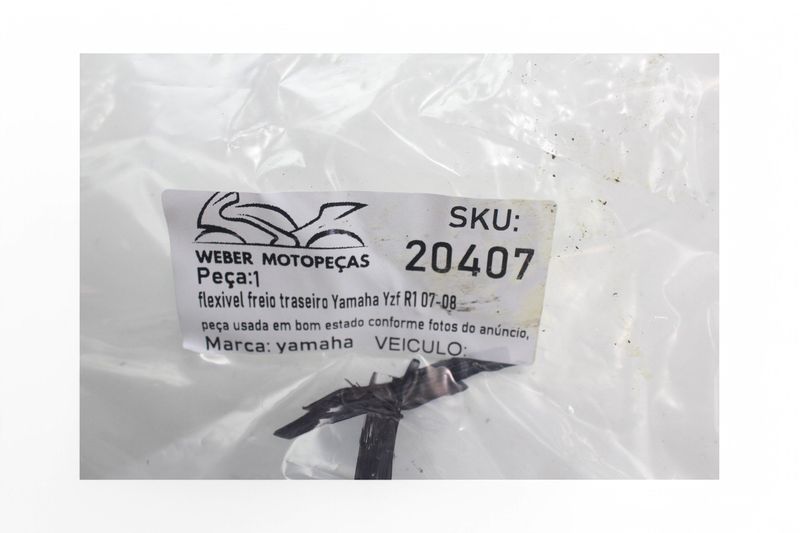 WEBER MOTOPEÇAS
SKU:
20407
Peça:1
flexivel freio traseiro Yamaha Yzf R1 07-08
peça usada em bom estado conforme fotos do anúncio,
Marca: yamaha VEICULO: